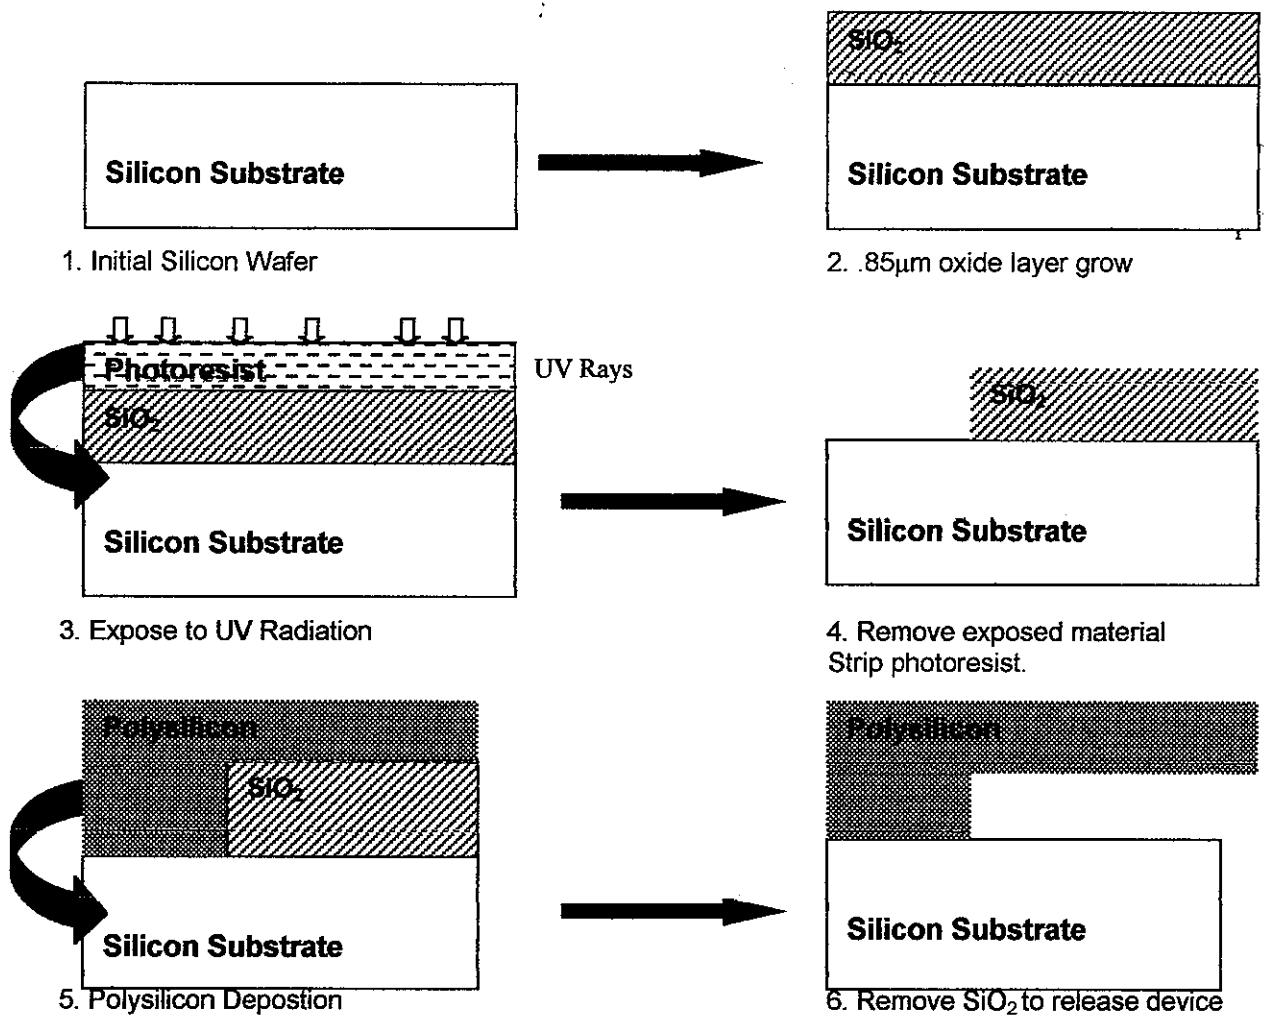 SiO₂
Silicon Substrate
Silicon Substrate
1. Initial Silicon Wafer
2. .85μm oxide layer grow
Photoresist
UV Rays
SiO₂
SiO₂
Silicon Substrate
Silicon Substrate
3. Expose to UV Radiation
4. Remove exposed material
Strip photoresist.
Polysilicon
Polysilicon
SiO₂
Silicon Substrate
Silicon Substrate
5. Polysilicon Depostion
6. Remove SiO₂ to release device